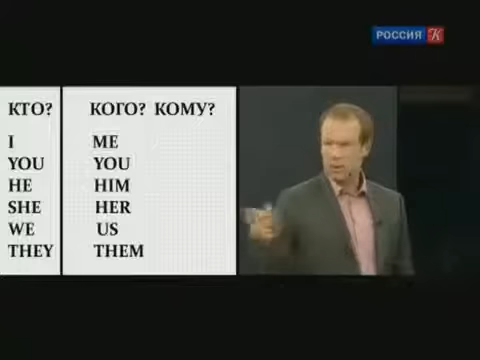 РОССИЯ К
КТО? КОГО? КОМУ?
I ME
YOU YOU
HE HIM
SHE HER
WE US
THEY THEM